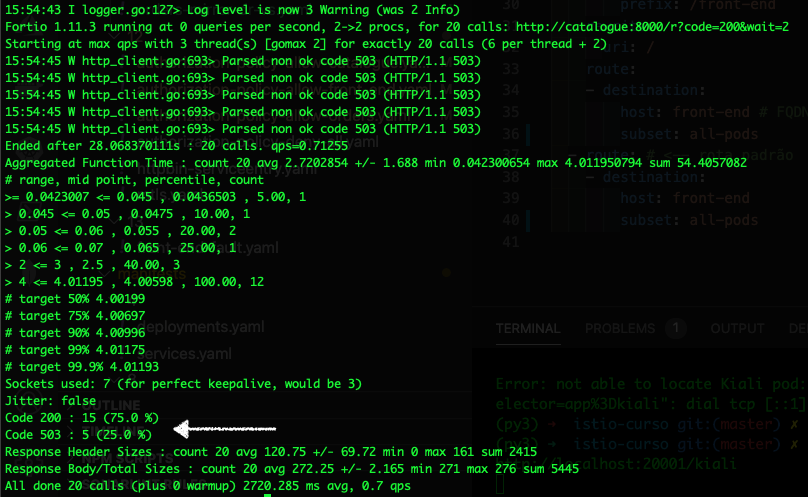 15:54:43 I logger.go:127> Log level is now 3 Warning (was 2 Info)
Fortio 1.11.3 running at 0 queries per second, 2->2 procs, for 20 calls: http://catalogue:8000/r?code=200&wait=2
Starting at max qps with 3 thread(s) [gomax 2] for exactly 20 calls (6 per thread + 2)
15:54:45 W http_client.go:693> Parsed non ok code 503 (HTTP/1.1 503)
15:54:45 W http_client.go:693> Parsed non ok code 503 (HTTP/1.1 503)
15:54:45 W http_client.go:693> Parsed non ok code 503 (HTTP/1.1 503)
15:54:45 W http_client.go:693> Parsed non ok code 503 (HTTP/1.1 503)
15:54:45 W http_client.go:693> Parsed non ok code 503 (HTTP/1.1 503)
Ended after 28.068370111s : 20 calls. qps=0.71255
Aggregated Function Time : count 20 avg 2.7202854 +/- 1.688 min 0.042300654 max 4.011950794 sum 54.4057082
# range, mid point, percentile, count
>= 0.0423007 <= 0.045 , 0.0436503 , 5.00, 1
> 0.045 <= 0.05 , 0.0475 , 10.00, 1
> 0.05 <= 0.06 , 0.055 , 20.00, 2
> 0.06 <= 0.07 , 0.065 , 25.00, 1
> 2 <= 3 , 2.5 , 40.00, 3
> 4 <= 4.01195 , 4.00598 , 100.00, 12
# target 50% 4.00199
# target 75% 4.00697
# target 90% 4.00996
# target 99% 4.01175
# target 99.9% 4.01193
Sockets used: 7 (for perfect keepalive, would be 3)
Jitter: false
Code 200 : 15 (75.0 %)
Code 503 : 5 (25.0 %)
Response Header Sizes : count 20 avg 120.75 +/- 69.72 min 0 max 161 sum 2415
Response Body/Total Sizes : count 20 avg 272.25 +/- 2.165 min 271 max 276 sum 5445
All done 20 calls (plus 0 warmup) 2720.285 ms avg, 0.7 qps
prefix: /front-end
uri: /
33 route:
34 - destination:
35 host: front-end # FQDN
36 subset: all-pods
37 route:
38 - destination:
39 host: front-end
40 subset: all-pods
41
httpbin-serviceentry.yaml
deployments.yaml
services.yaml
OUTLINE
TERMINAL PROBLEMS 1 OUTPUT
Error: not able to locate Kiali pod:
elector=app%3Dkiali": dial tcp [::1]
(py3) → istio-curso git:(master) ✗
(py3) → istio-curso git:(master) ✗
http://localhost:20001/kiali